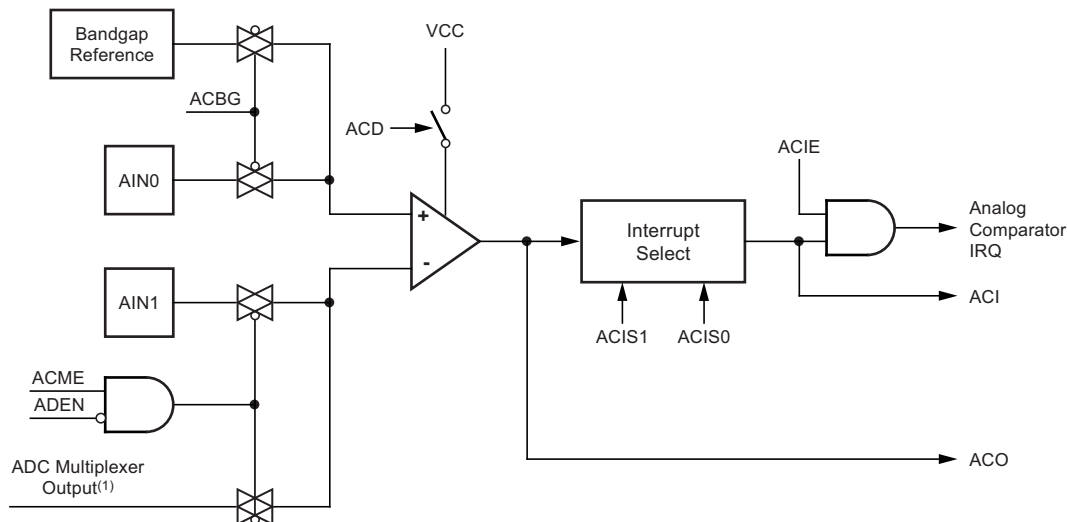 Bandgap
Reference
VCC
ACBG
ACD
AIN0
ACIE
+
Interrupt
Select
Analog
Comparator
IRQ
-
AIN1
ACI
ACIS1
ACIS0
ACME
ADEN
ADC Multiplexer
Output(1)
ACO